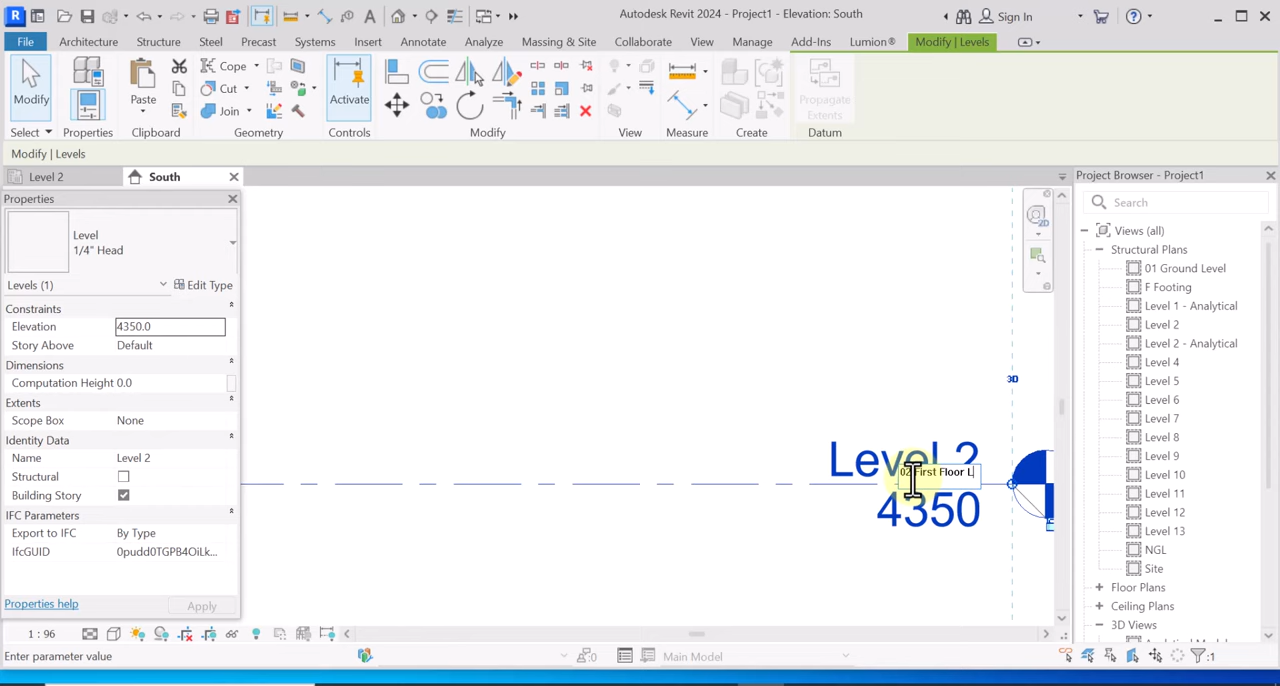 Autodesk Revit 2024 - Project1 - Elevation: South
Sign In
File Architecture Structure Steel Precast Systems Insert Annotate Analyze Massing & Site Collaborate View Manage Add-Ins Lumion® Modify | Levels
Modify
Paste
Cope
Cut
Join
Activate
Propagate
Extents
Select Properties Clipboard Geometry Controls Modify View Measure Create Datum
Modify | Levels
Level 2
South
Properties
Level
1/4" Head
Levels (1)
Edit Type
Constraints
Elevation 4350.0
Story Above Default
Dimensions
Computation Height 0.0
Extents
Scope Box None
Identity Data
Name Level 2
Structural
Building Story
IFC Parameters
Export to IFC By Type
IfcGUID 0pudd0TGPB4OiLk...
Properties help
Apply
2D
3D
Level 2
02 First Floor L
4350
Project Browser - Project1
Search
Views (all)
Structural Plans
01 Ground Level
F Footing
Level 1 - Analytical
Level 2
Level 2 - Analytical
Level 4
Level 5
Level 6
Level 7
Level 8
Level 9
Level 10
Level 11
Level 12
Level 13
NGL
Site
Floor Plans
Ceiling Plans
3D Views
1 : 96
Enter parameter value
:0
Main Model
:1